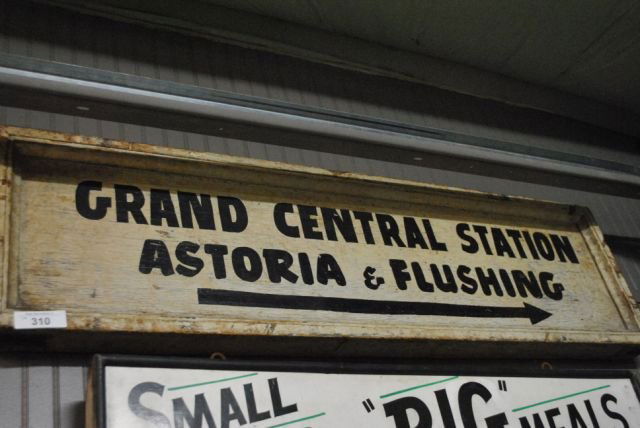 GRAND CENTRAL STATION
ASTORIA & FLUSHING
310
SMALL "BIG" MEALS